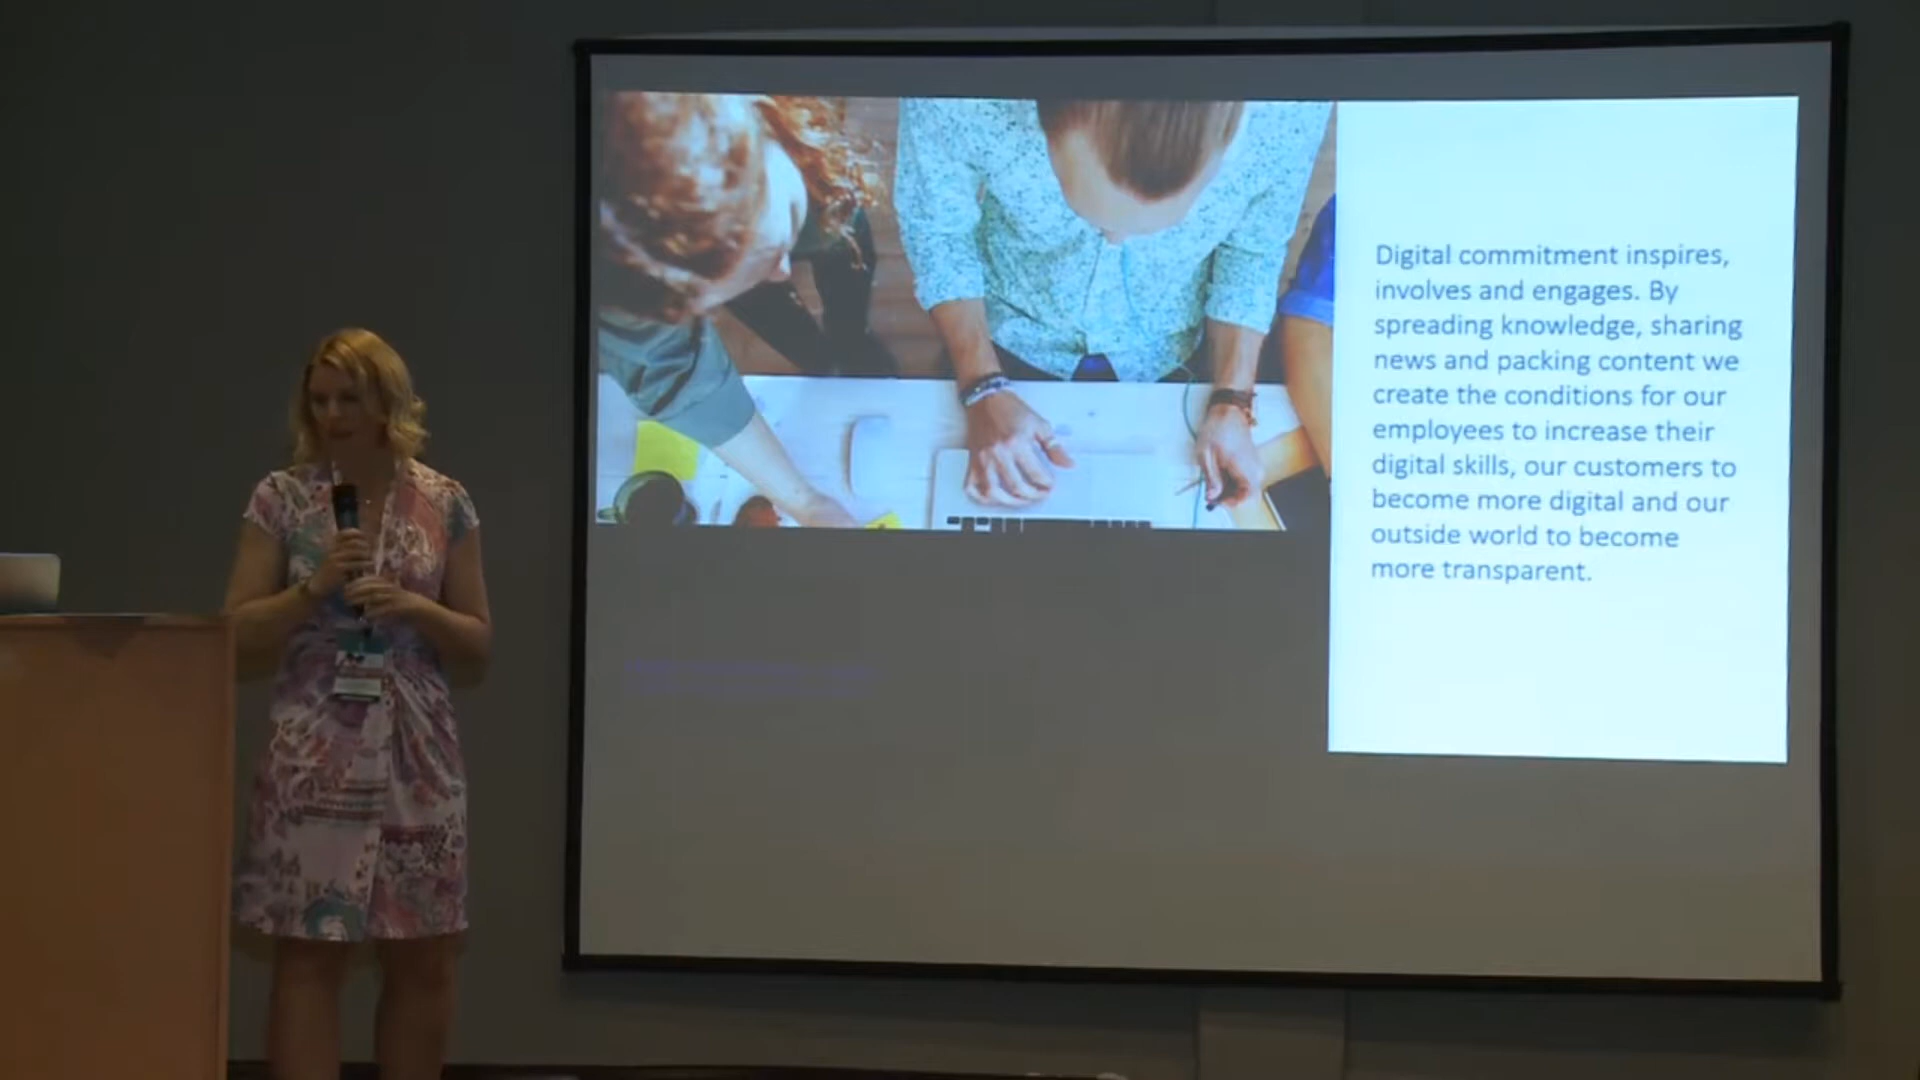 Digital commitment inspires,
involves and engages. By
spreading knowledge, sharing
news and packing content we
create the conditions for our
employees to increase their
digital skills, our customers to
become more digital and our
outside world to become
more transparent.